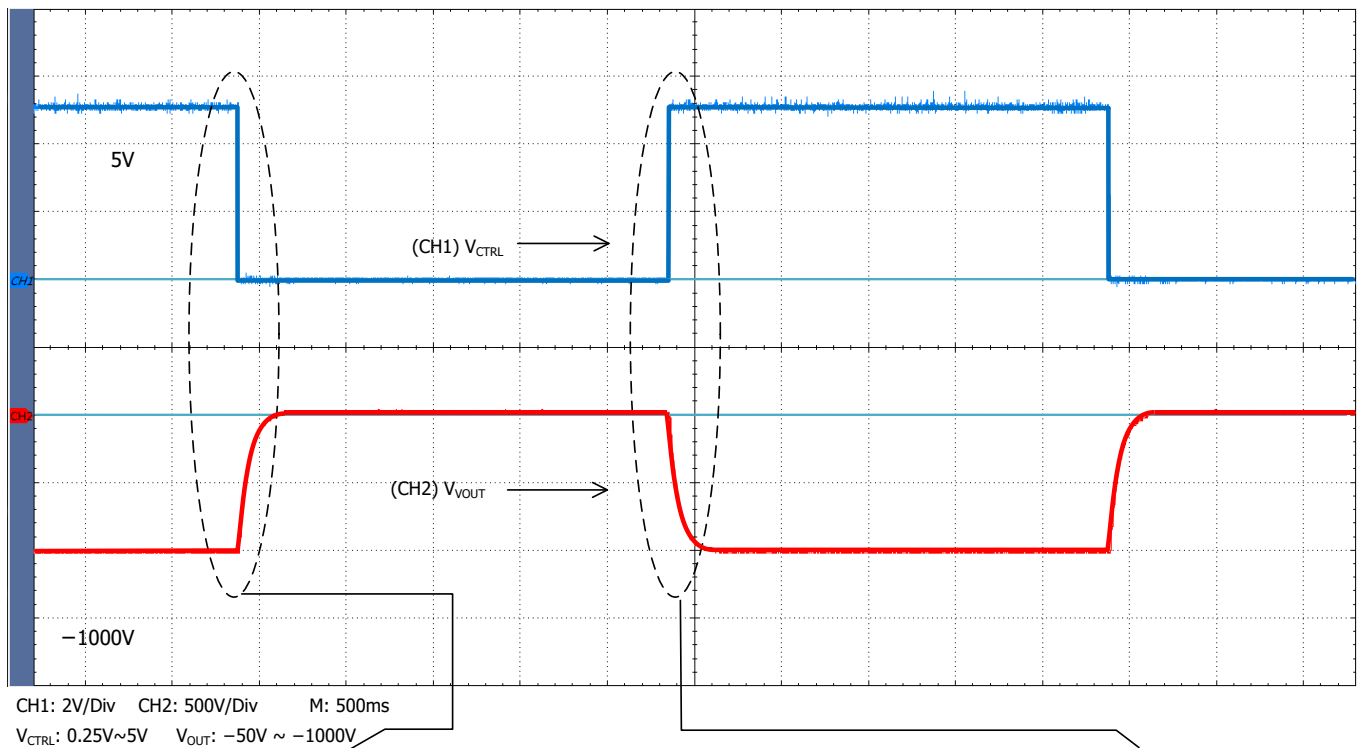 5V
(CH1) VCTRL
CH1
CH2
(CH2) VVOUT
−1000V
CH1: 2V/Div CH2: 500V/Div M: 500ms
VCTRL: 0.25V~5V VOUT: −50V ~ −1000V